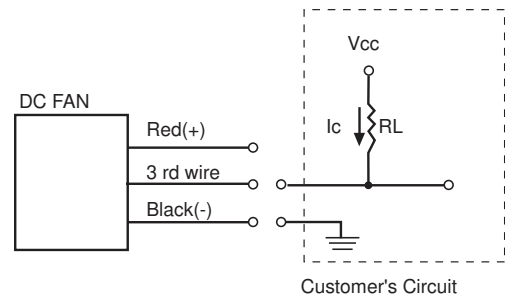 Vcc
DC FAN
Red(+)
Ic
RL
3 rd wire
Black(-)
Customer's Circuit